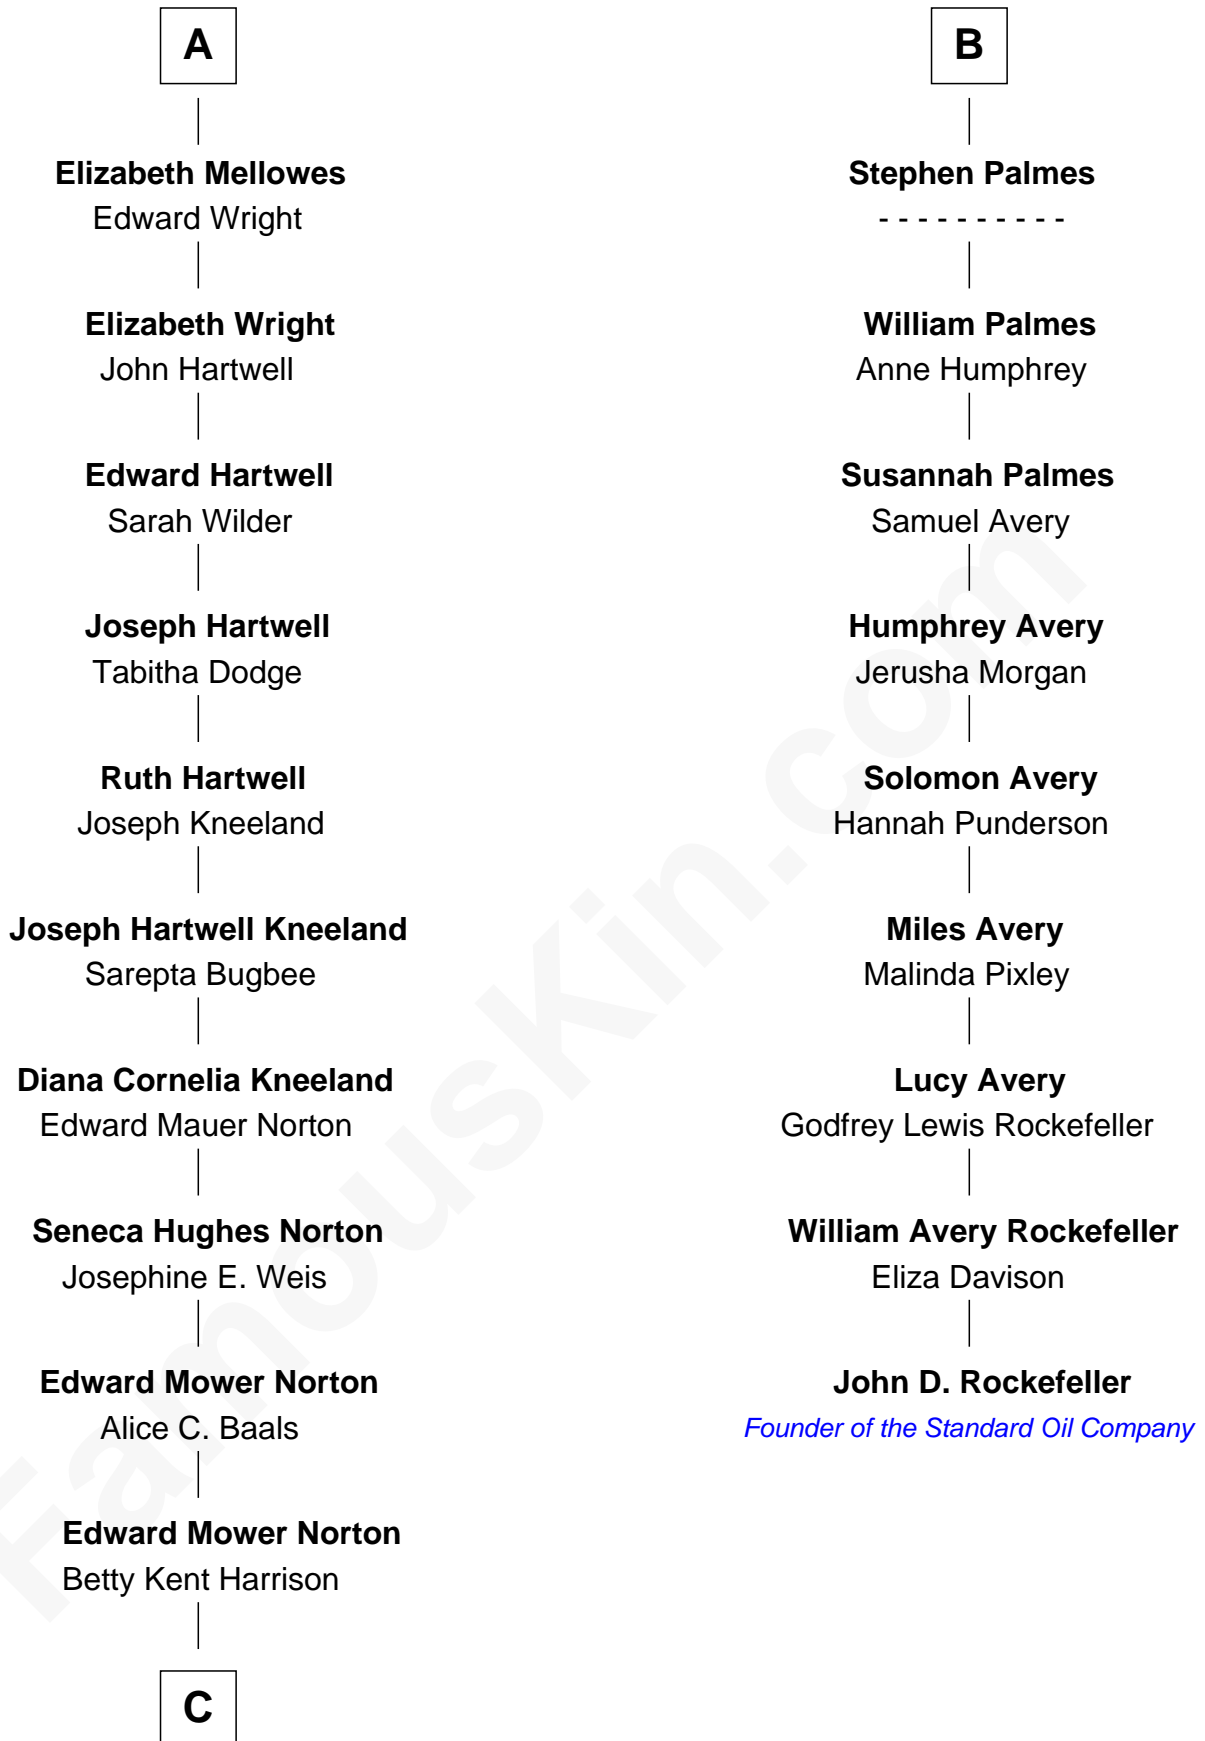 A
Elizabeth Mellowes
Edward Wright
Elizabeth Wright
John Hartwell
Edward Hartwell
Sarah Wilder
Joseph Hartwell
Tabitha Dodge
Ruth Hartwell
Joseph Kneeland
Joseph Hartwell Kneeland
Sarepta Bugbee
Diana Cornelia Kneeland
Edward Mauer Norton
Seneca Hughes Norton
Josephine E. Weis
Edward Mower Norton
Alice C. Baals
Edward Mower Norton
Betty Kent Harrison
C
B
Stephen Palmes
- - - - - - - - - -
William Palmes
Anne Humphrey
Susannah Palmes
Samuel Avery
Humphrey Avery
Jerusha Morgan
Solomon Avery
Hannah Punderson
Miles Avery
Malinda Pixley
Lucy Avery
Godfrey Lewis Rockefeller
William Avery Rockefeller
Eliza Davison
John D. Rockefeller
Founder of the Standard Oil Company
FamousKin.com